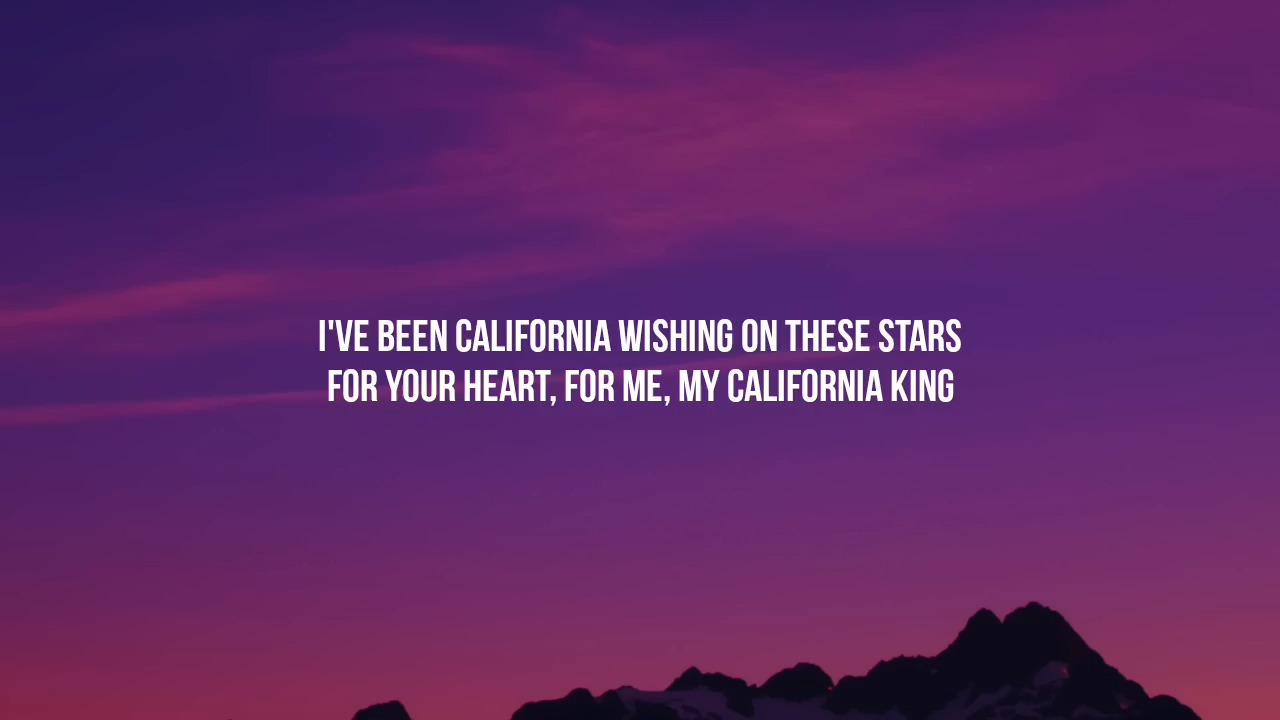 I'VE BEEN CALIFORNIA WISHING ON THESE STARS
FOR YOUR HEART, FOR ME, MY CALIFORNIA KING